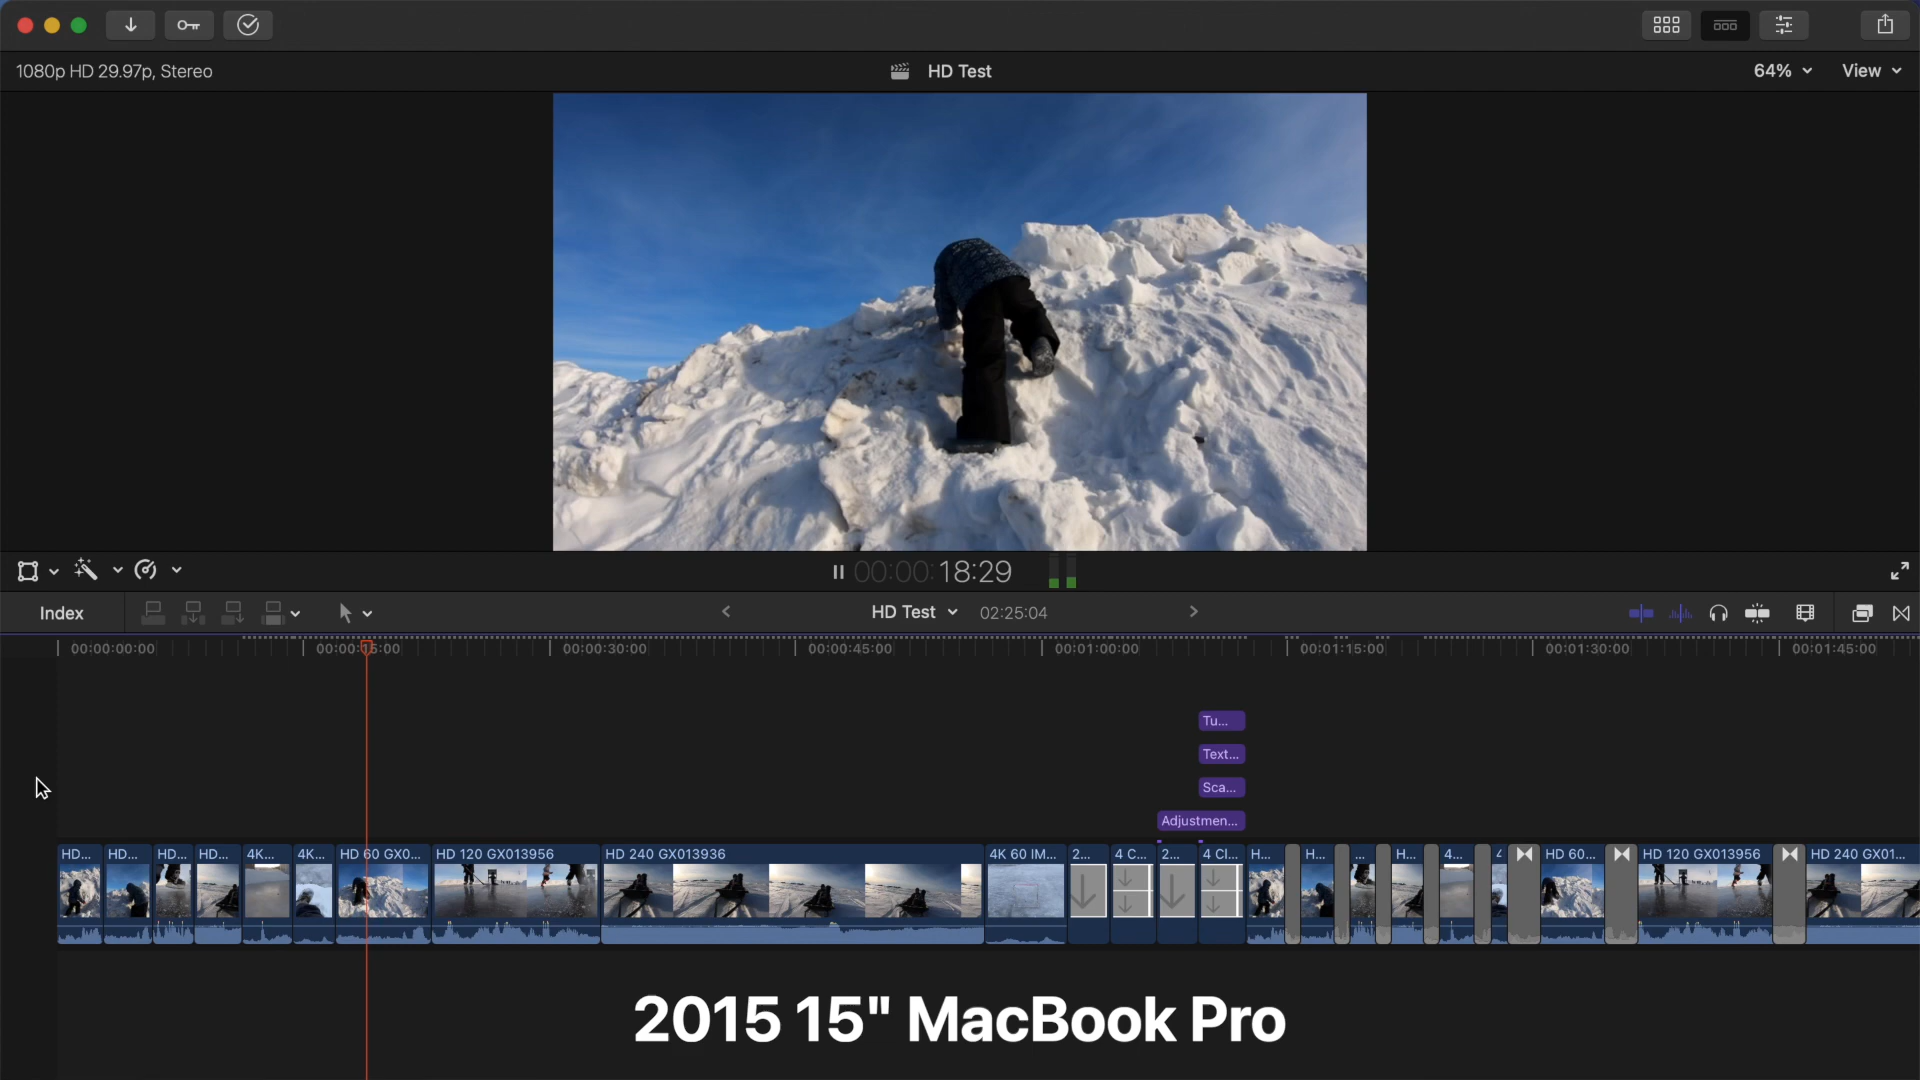 1080p HD 29.97p, Stereo
HD Test
64%
View
00:00:00:18:29
Index
HD Test
02:25:04
00:00:00:00
00:00:15:00
00:00:30:00
00:00:45:00
00:01:00:00
00:01:15:00
00:01:30:00
00:01:45:00
Tu...
Text...
Sca...
Adjustmen...
HD...
HD...
HD...
HD...
4K...
4K...
HD 60 GX0...
HD 120 GX013956
HD 240 GX013936
4K 60 IM...
2...
4 C...
2...
4 Cl...
H...
H...
...
H...
4...
4
HD 60...
HD 120 GX013956
HD 240 GX01...
2015 15" MacBook Pro